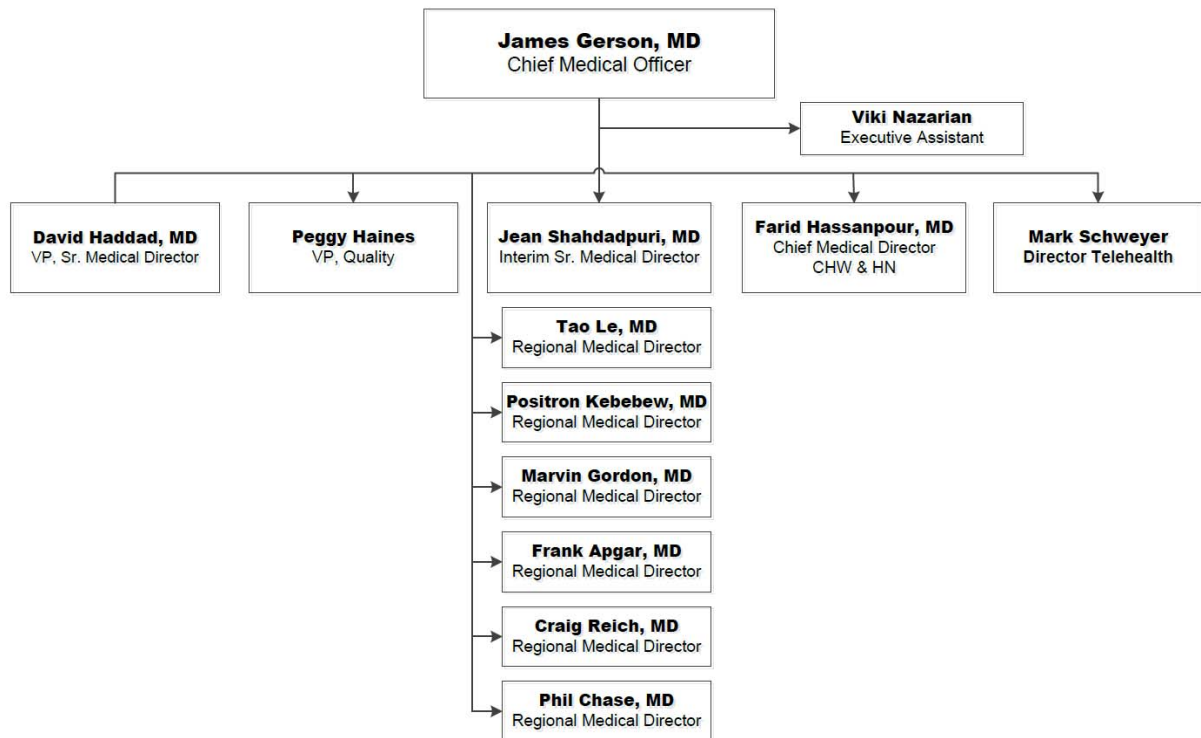 James Gerson, MD
Chief Medical Officer
Viki Nazarian
Executive Assistant
David Haddad, MD
VP, Sr. Medical Director
Peggy Haines
VP, Quality
Jean Shahdadpuri, MD
Interim Sr. Medical Director
Farid Hassanpour, MD
Chief Medical Director
CHW & HN
Mark Schweyer
Director Telehealth
Tao Le, MD
Regional Medical Director
Positron Kebebew, MD
Regional Medical Director
Marvin Gordon, MD
Regional Medical Director
Frank Apgar, MD
Regional Medical Director
Craig Reich, MD
Regional Medical Director
Phil Chase, MD
Regional Medical Director